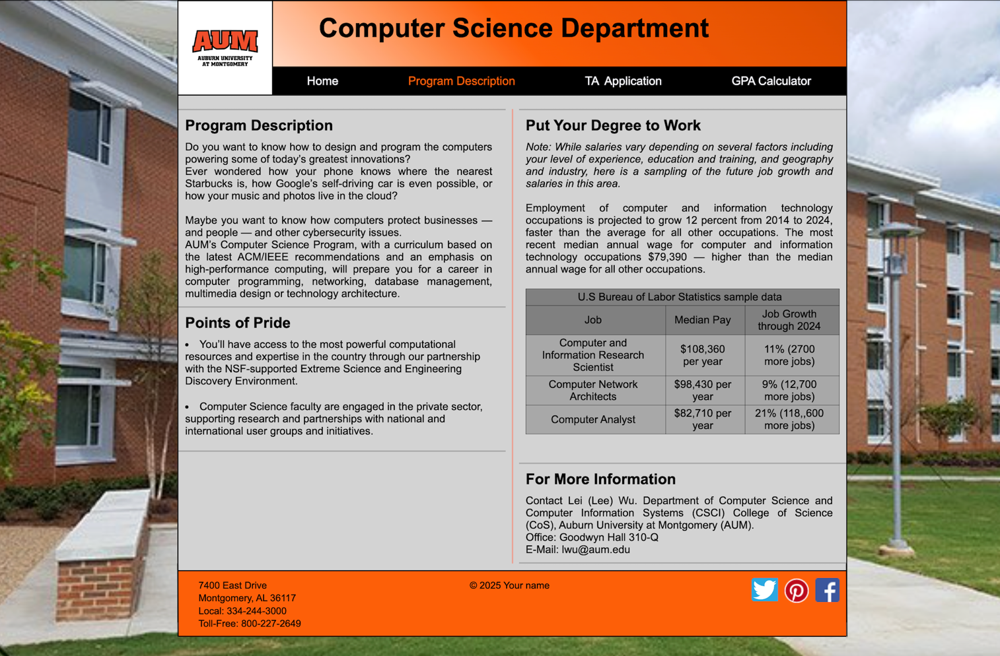 AUM
AUBURN UNIVERSITY
AT MONTGOMERY
Computer Science Department
Home
Program Description
TA Application
GPA Calculator
Program Description
Do you want to know how to design and program the computers
powering some of today’s greatest innovations?
Ever wondered how your phone knows where the nearest
Starbucks is, how Google’s self-driving car is even possible, or
how your music and photos live in the cloud?
Maybe you want to know how computers protect businesses —
and people — and other cybersecurity issues.
AUM’s Computer Science Program, with a curriculum based on
the latest ACM/IEEE recommendations and an emphasis on
high-performance computing, will prepare you for a career in
computer programming, networking, database management,
multimedia design or technology architecture.
Points of Pride
• You’ll have access to the most powerful computational
resources and expertise in the country through our partnership
with the NSF-supported Extreme Science and Engineering
Discovery Environment.
• Computer Science faculty are engaged in the private sector,
supporting research and partnerships with national and
international user groups and initiatives.
Put Your Degree to Work
Note: While salaries vary depending on several factors including
your level of experience, education and training, and geography
and industry, here is a sampling of the future job growth and
salaries in this area.
Employment of computer and information technology
occupations is projected to grow 12 percent from 2014 to 2024,
faster than the average for all other occupations. The most
recent median annual wage for computer and information
technology occupations $79,390 — higher than the median
annual wage for all other occupations.
U.S Bureau of Labor Statistics sample data
Job
Median Pay
Job Growth
through 2024
Computer and
Information Research
Scientist
$108,360
per year
11% (2700
more jobs)
Computer Network
Architects
$98,430 per
year
9% (12,700
more jobs)
Computer Analyst
$82,710 per
year
21% (118,,600
more jobs)
For More Information
Contact Lei (Lee) Wu. Department of Computer Science and
Computer Information Systems (CSCI) College of Science
(CoS), Auburn University at Montgomery (AUM).
Office: Goodwyn Hall 310-Q
E-Mail: lwu@aum.edu
7400 East Drive
Montgomery, AL 36117
Local: 334-244-3000
Toll-Free: 800-227-2649
© 2025 Your name